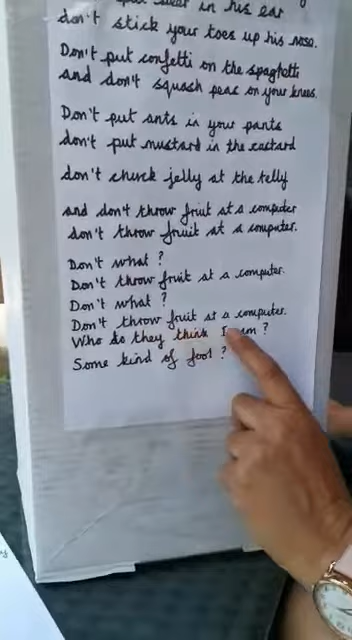 in his ear
don't stick your toes up his nose.
Don't put confetti on the spaghetti
and don't squash peas on your knees.
Don't put ants in your pants
don't put mustard in the custard
don't chuck jelly at the telly
and don't throw fruit at a computer
don't throw fruit at a computer.
Don't what?
Don't throw fruit at a computer.
Don't what?
Don't throw fruit at a computer.
Who do they think I am?
Some kind of fool?